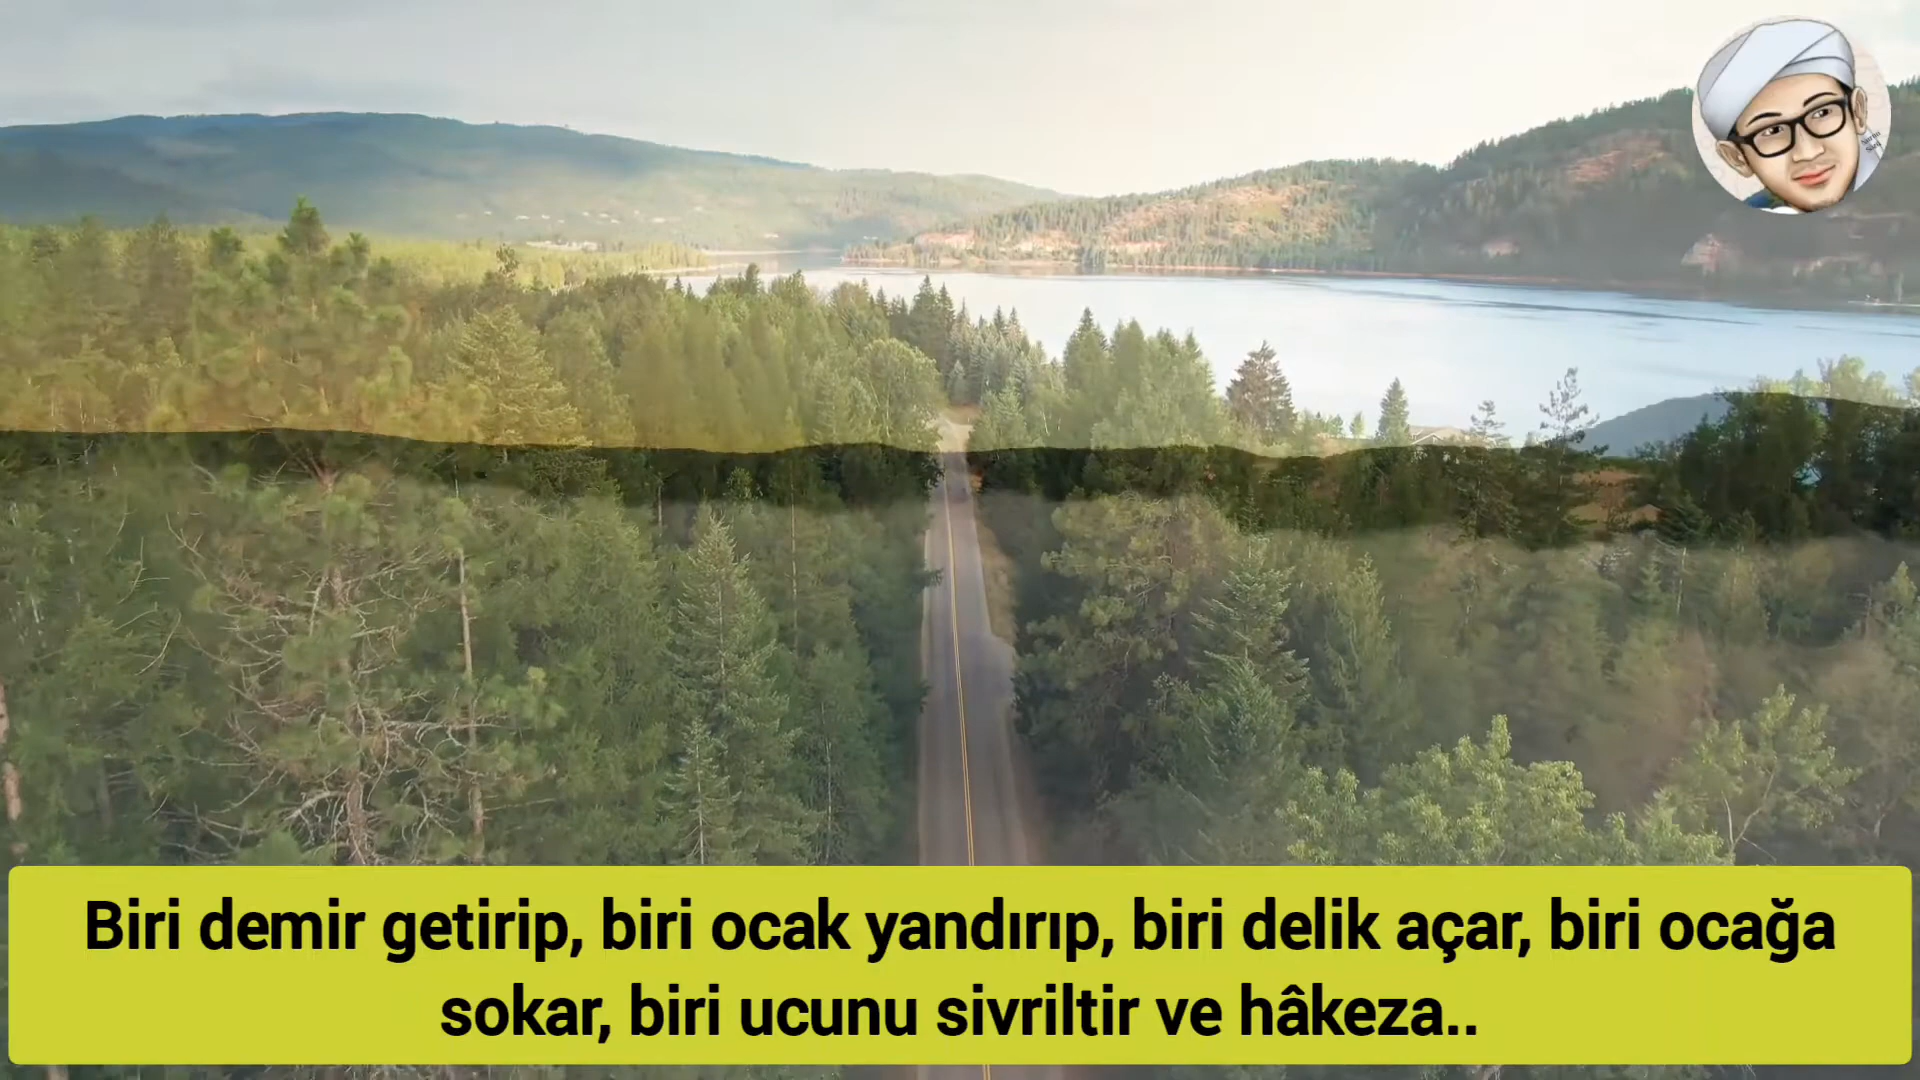 Biri demir getirip, biri ocak yandırıp, biri delik açar, biri ocağa
sokar, biri ucunu sivriltir ve hâkeza..